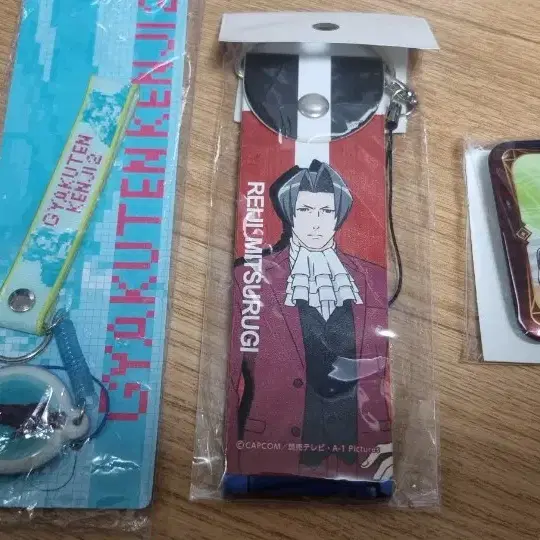 GYAKUTEN
KENJI 2
GYAKUTEN KENJI 2
REIJI MITSURUGI
©CAPCOM／読売テレビ・A-1 Pictures